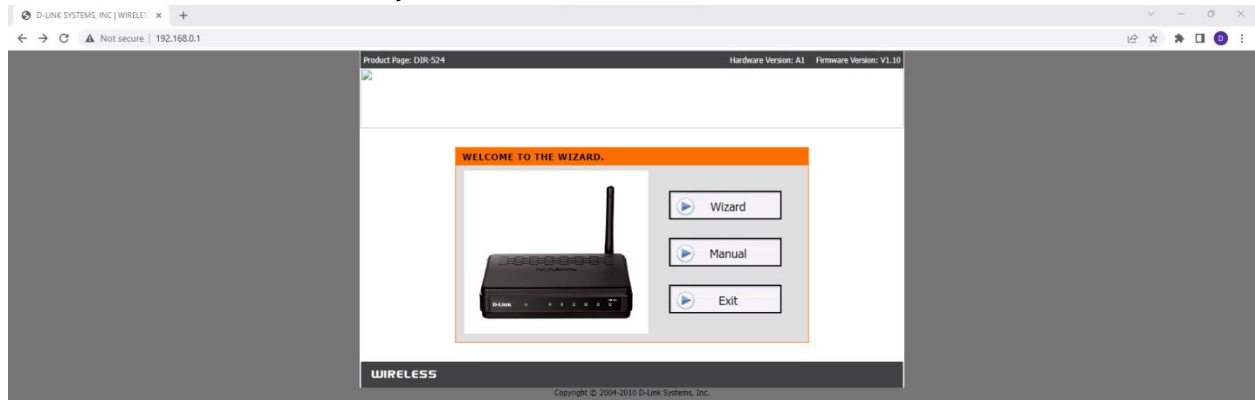 D-LINK SYSTEMS, INC | WIRELES
Not secure | 192.168.0.1
D
Product Page: DIR-524 Hardware Version: A1 Firmware Version: V1.10
WELCOME TO THE WIZARD.
Wizard
Manual
D-Link
Exit
WIRELESS
Copyright © 2004-2010 D-Link Systems, Inc.